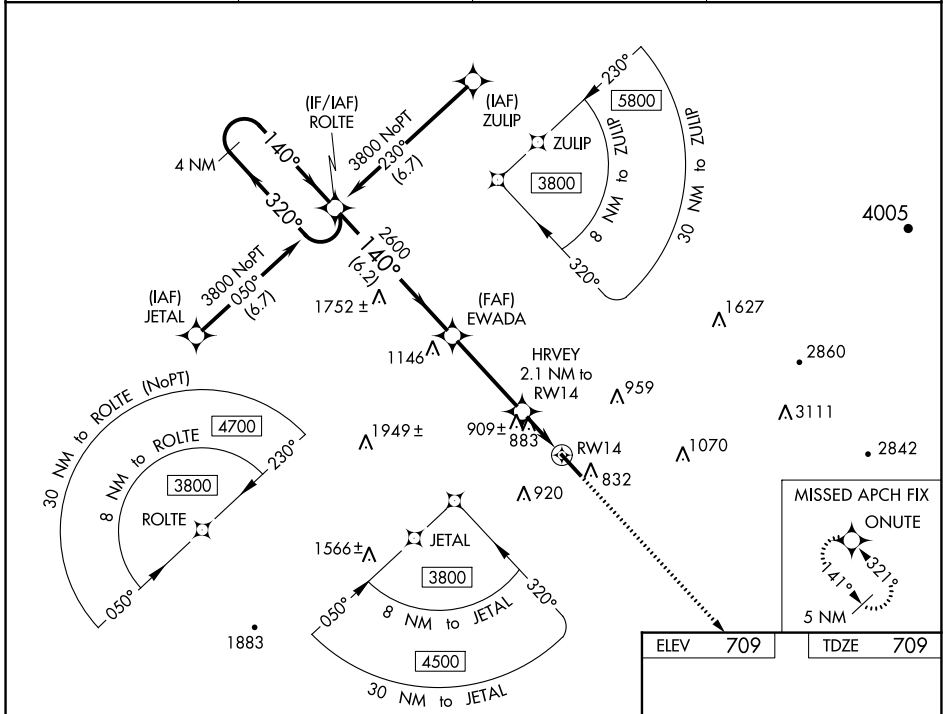 (IF/IAF)
ROLTE
(IAF)
ZULIP
3800 NoPT
230°
(6.7)
4 NM
140°
320°
3800 NoPT
050°
(6.7)
(IAF)
JETAL
2600
140°
(6.2)
1752 ±
(FAF)
EWADA
1146
HRVEY
2.1 NM to
RW14
909±
883
RW14
832
959
1949±
920
1070
1627
4005
2860
3111
2842
1566±
1883
230°
5800
ZULIP
3800
8 NM to ZULIP
30 NM to ZULIP
320°
30 NM to ROLTE (NoPT)
4700
230°
8 NM to ROLTE
3800
ROLTE
050°
JETAL
3800
050°
320°
8 NM to JETAL
4500
30 NM to JETAL
MISSED APCH FIX
ONUTE
141°
321°
5 NM
ELEV 709
TDZE 709